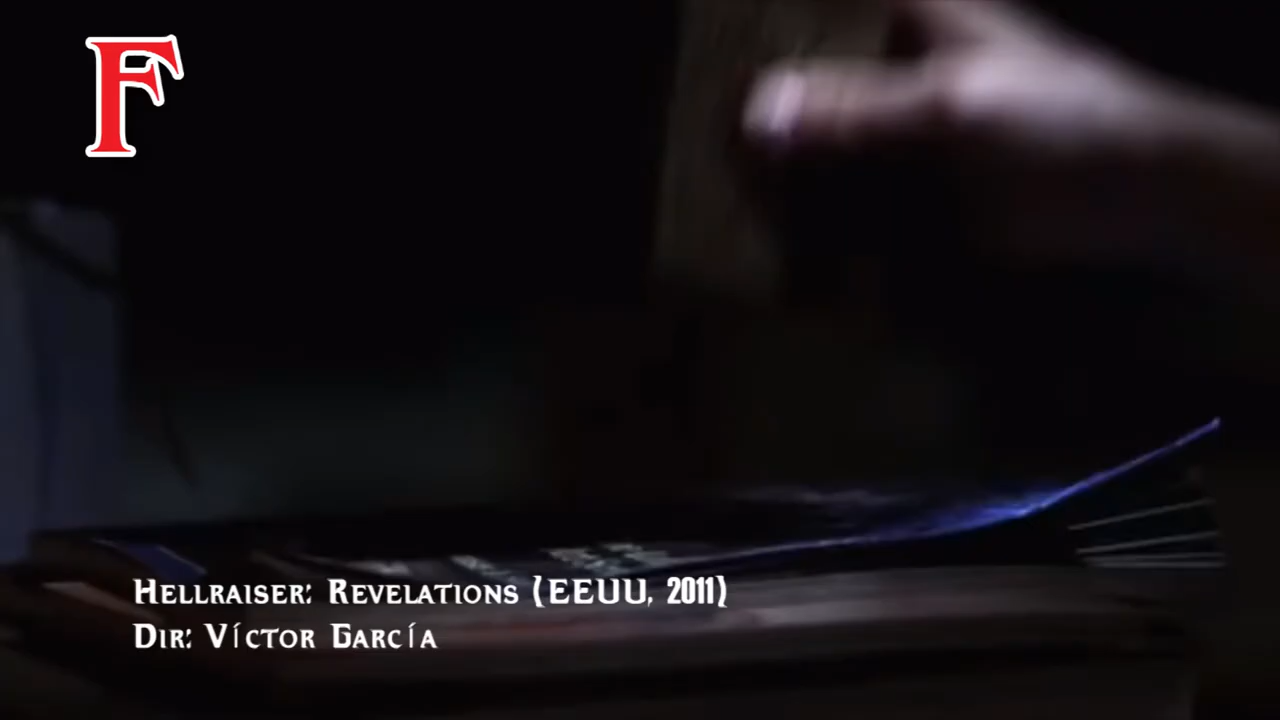 F
Hellraiser: Revelations (EEUU, 2011)
Dir: Víctor García